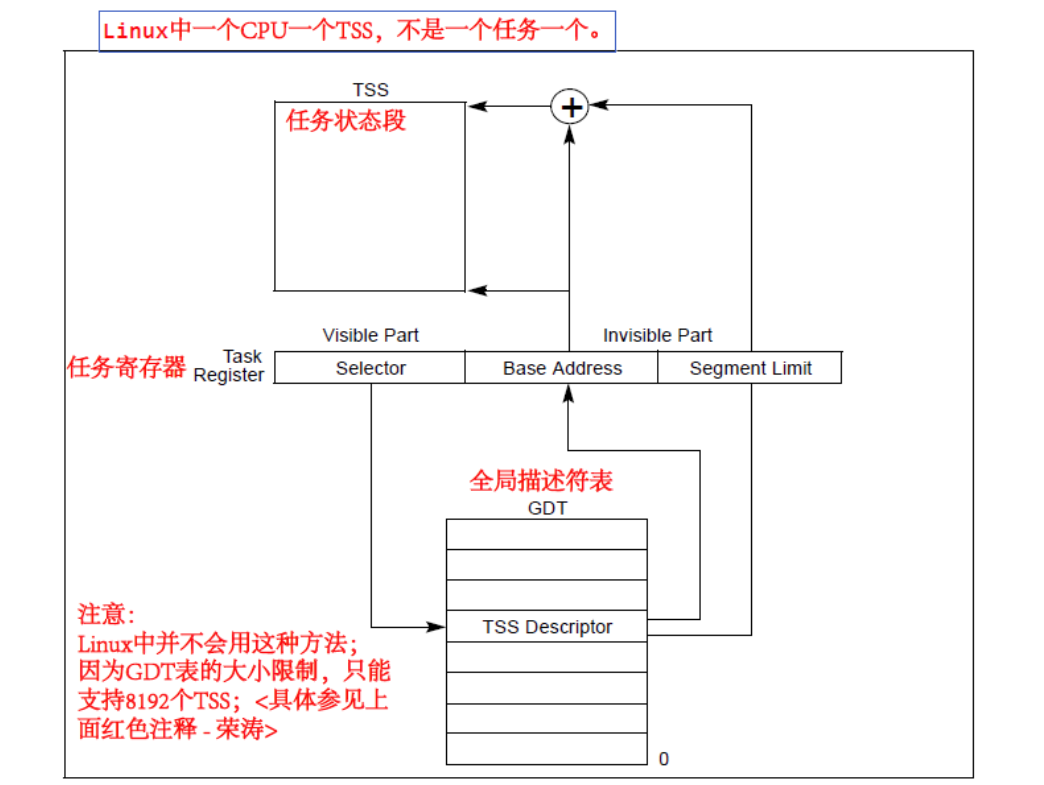 Linux中一个CPU一个TSS，不是一个任务一个。
TSS
任务状态段
+
Visible Part
Invisible Part
任务寄存器
Task
Register
Selector
Base Address
Segment Limit
全局描述符表
GDT
TSS Descriptor
注意：
Linux中并不会用这种方法；
因为GDT表的大小限制，只能
支持8192个TSS；<具体参见上
面红色注释 - 荣涛>
0